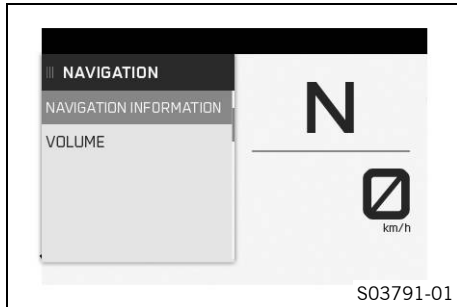 NAVIGATION
NAVIGATION INFORMATION
VOLUME
N
0
km/h
S03791-01